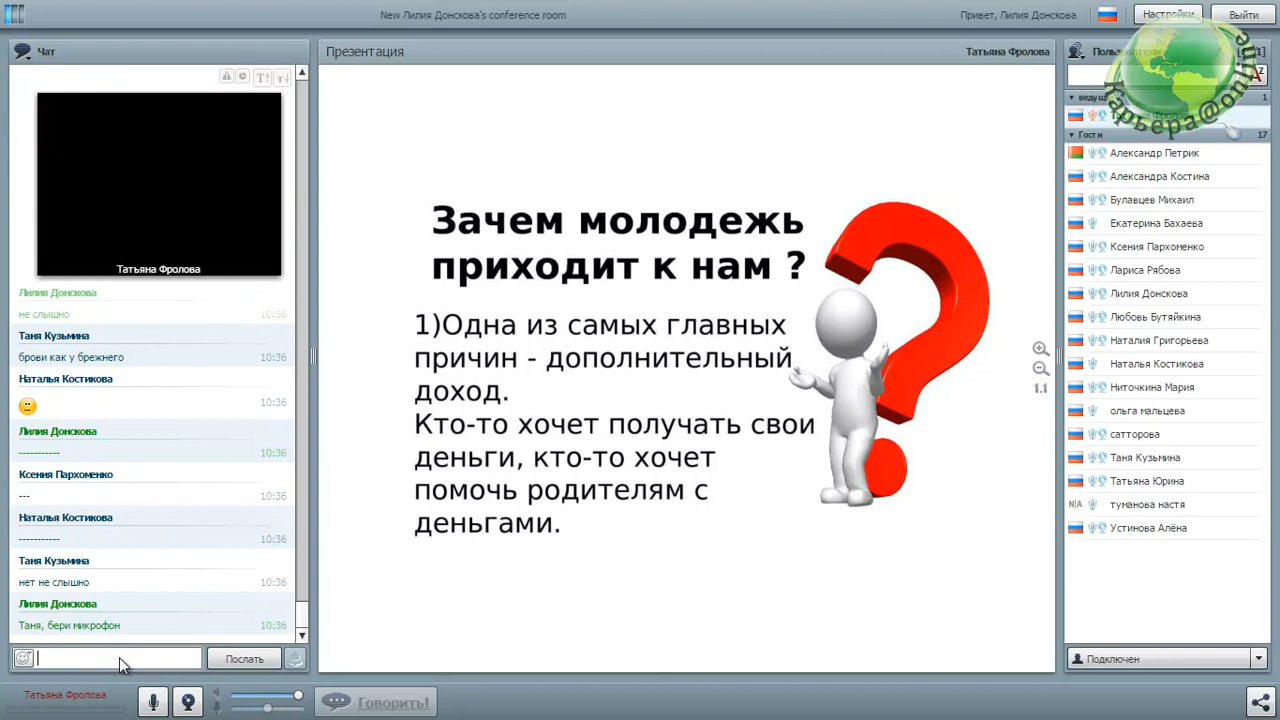 New Лилия Донскова's conference room
Привет, Лилия Донскова
Настройки
Выйти
Чат
Татьяна Фролова
Лилия Донскова
не слышно 10:36
Таня Кузьмина
брови как у брежнего 10:36
Наталья Костикова
10:36
Лилия Донскова
----------- 10:36
Ксения Пархоменко
--- 10:36
Наталья Костикова
----------- 10:36
Таня Кузьмина
нет не слышно 10:36
Лилия Донскова
Таня, бери микрофон 10:36
Послать
Татьяна Фролова
Говорить!
Презентация
Татьяна Фролова
Зачем молодежь
приходит к нам ?
1)Одна из самых главных
причин - дополнительный
доход.
Кто-то хочет получать свои
деньги, кто-то хочет
помочь родителям с
деньгами.
1.1
Карьера@online
Гости 17
Александр Петрик
Александра Костина
Булавцев Михаил
Екатерина Бахаева
Ксения Пархоменко
Лариса Рябова
Лилия Донскова
Любовь Бутяйкина
Наталия Григорьева
Наталья Костикова
Ниточкина Мария
ольга мальцева
сатторова
Таня Кузьмина
Татьяна Юрина
N/A туманова настя
Устинова Алёна
Подключен